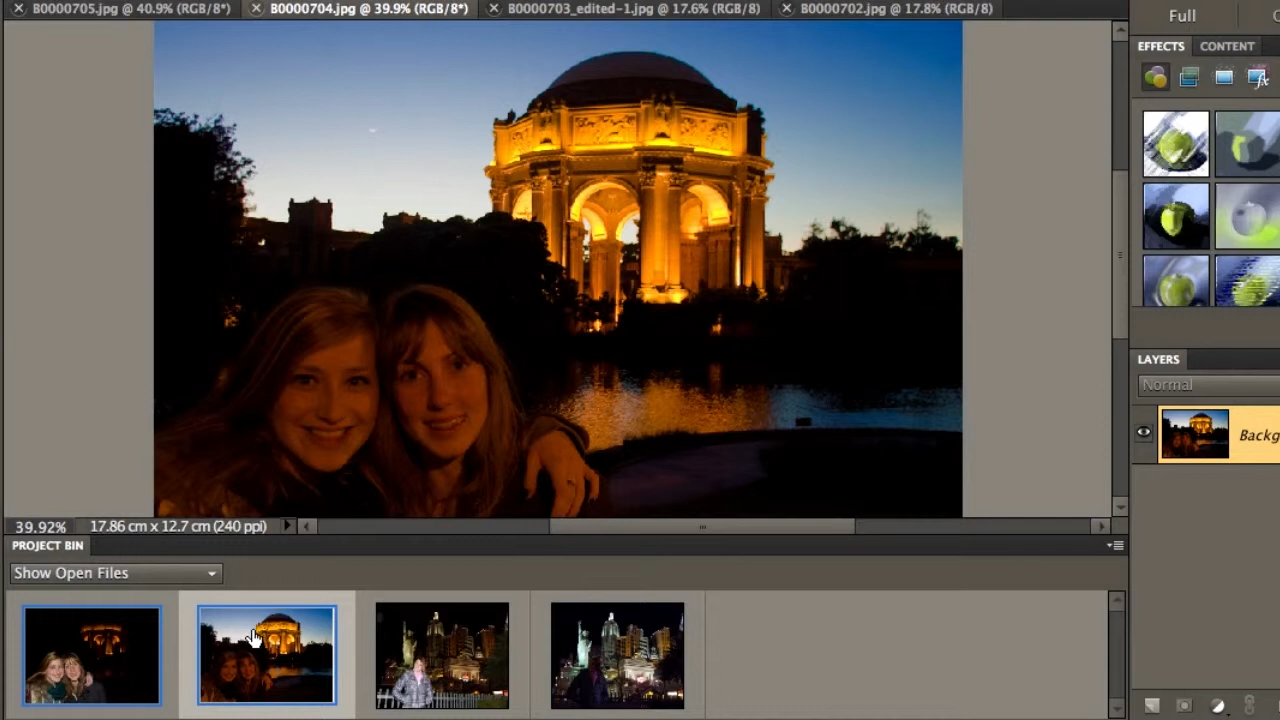 B0000705.jpg @ 40.9% (RGB/8*)
B0000704.jpg @ 39.9% (RGB/8*)
B0000703_edited-1.jpg @ 17.6% (RGB/8)
B0000702.jpg @ 17.8% (RGB/8)
Full
EFFECTS
CONTENT
fx
LAYERS
Normal
Backg
39.92%
17.86 cm x 12.7 cm (240 ppi)
PROJECT BIN
Show Open Files